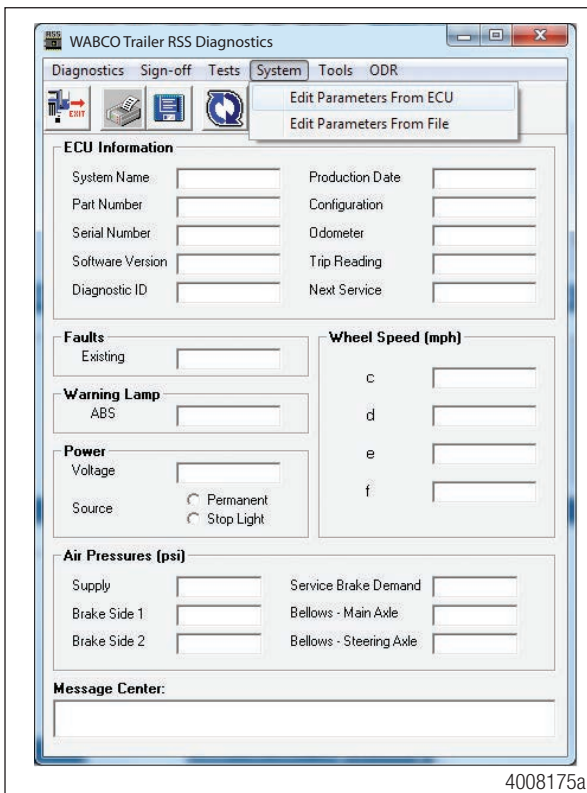 RSS
WABCO Trailer RSS Diagnostics
Diagnostics Sign-off Tests System Tools ODR
EXIT
Edit Parameters From ECU
Edit Parameters From File
ECU Information
System Name
Production Date
Part Number
Configuration
Serial Number
Odometer
Software Version
Trip Reading
Diagnostic ID
Next Service
Faults
Existing
Wheel Speed (mph)
c
d
e
f
Warning Lamp
ABS
Power
Voltage
Source
Permanent
Stop Light
Air Pressures (psi)
Supply
Service Brake Demand
Brake Side 1
Bellows - Main Axle
Brake Side 2
Bellows - Steering Axle
Message Center:
4008175a